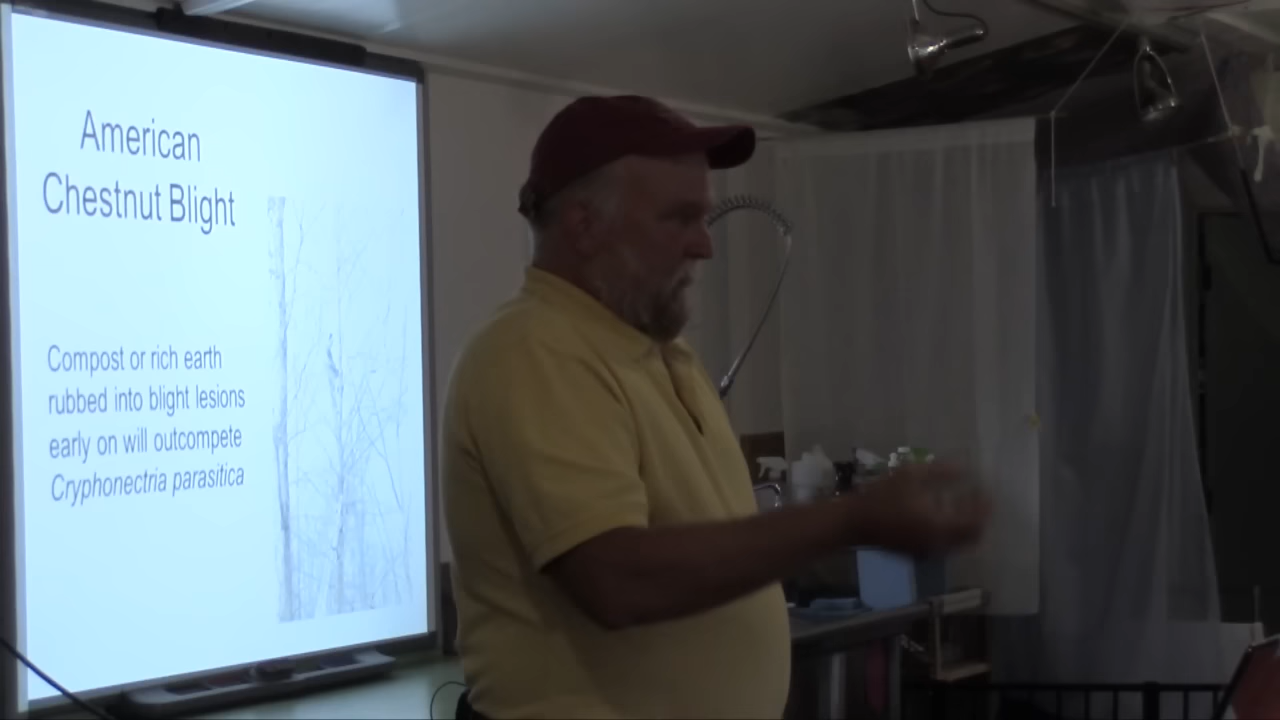 American
Chestnut Blight
Compost or rich earth
rubbed into blight lesions
early on will outcompete
Cryphonectria parasitica